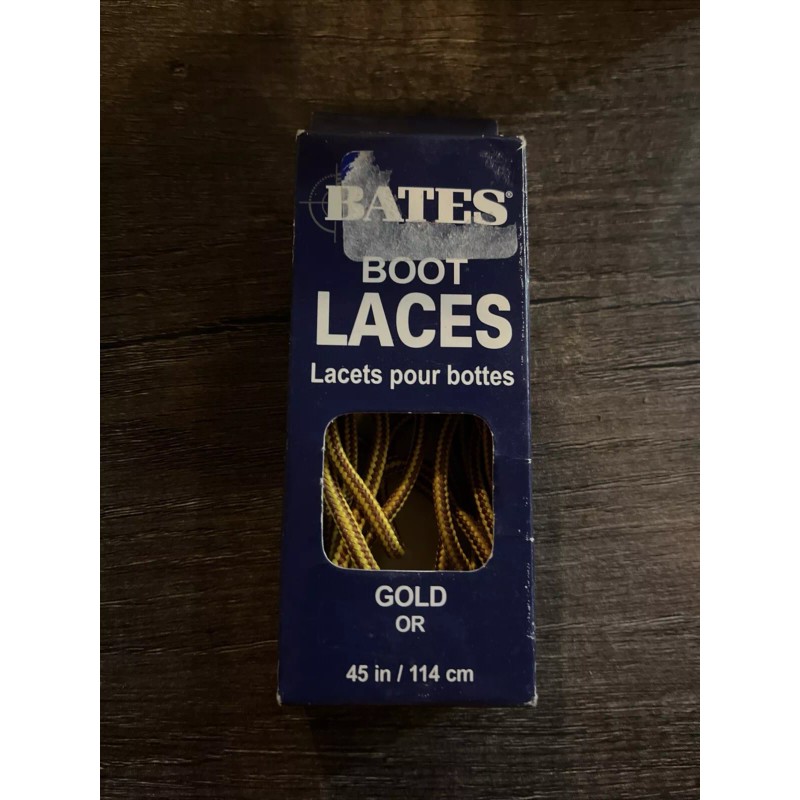 BATES®
BOOT
LACES
Lacets pour bottes
GOLD
OR
45 in / 114 cm